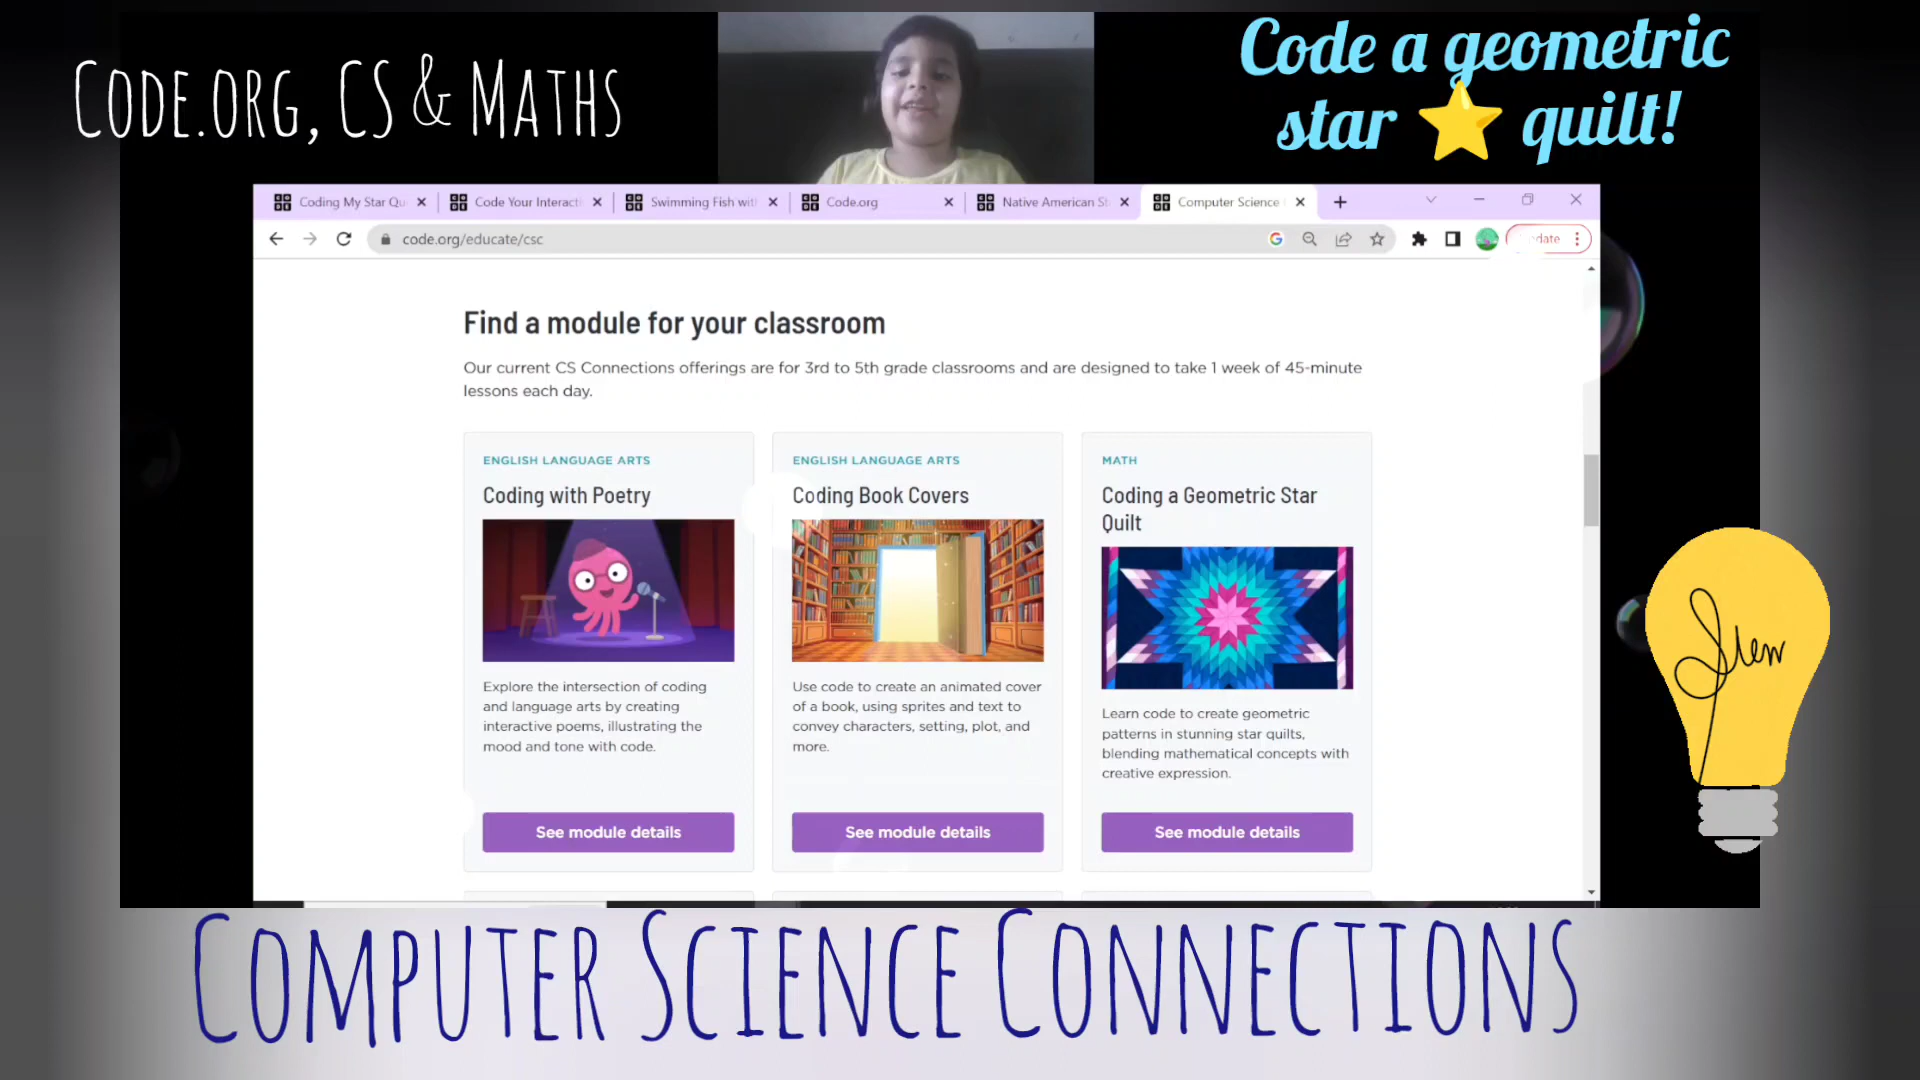 CODE.ORG, CS & MATHS
Code a geometric
star ⭐ quilt!
Coding My Star Qu
Code Your Interacti
Swimming Fish wit
Code.org
Native American St
Computer Science
code.org/educate/csc
Find a module for your classroom
Our current CS Connections offerings are for 3rd to 5th grade classrooms and are designed to take 1 week of 45-minute
lessons each day.
ENGLISH LANGUAGE ARTS
Coding with Poetry
Explore the intersection of coding
and language arts by creating
interactive poems, illustrating the
mood and tone with code.
See module details
ENGLISH LANGUAGE ARTS
Coding Book Covers
Use code to create an animated cover
of a book, using sprites and text to
convey characters, setting, plot, and
more.
See module details
MATH
Coding a Geometric Star
Quilt
Learn code to create geometric
patterns in stunning star quilts,
blending mathematical concepts with
creative expression.
See module details
COMPUTER SCIENCE CONNECTIONS